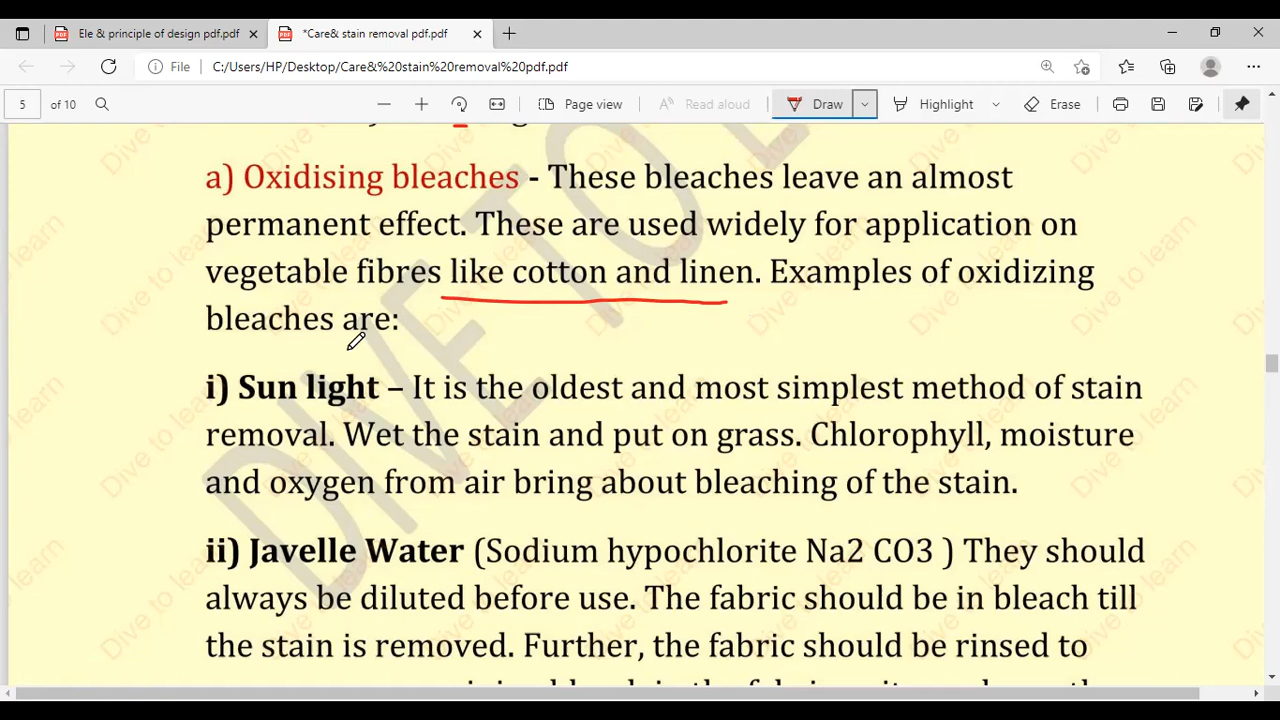 Ele & principle of design pdf.pdf
*Care& stain removal pdf.pdf
File C:/Users/HP/Desktop/Care&%20stain%20removal%20pdf.pdf
5 of 10 Page view Read aloud Draw Highlight Erase
a) Oxidising bleaches - These bleaches leave an almost
permanent effect. These are used widely for application on
vegetable fibres like cotton and linen. Examples of oxidizing
bleaches are:
i) Sun light – It is the oldest and most simplest method of stain
removal. Wet the stain and put on grass. Chlorophyll, moisture
and oxygen from air bring about bleaching of the stain.
ii) Javelle Water (Sodium hypochlorite Na2 CO3 ) They should
always be diluted before use. The fabric should be in bleach till
the stain is removed. Further, the fabric should be rinsed to
DIVE TO
Dive to learn